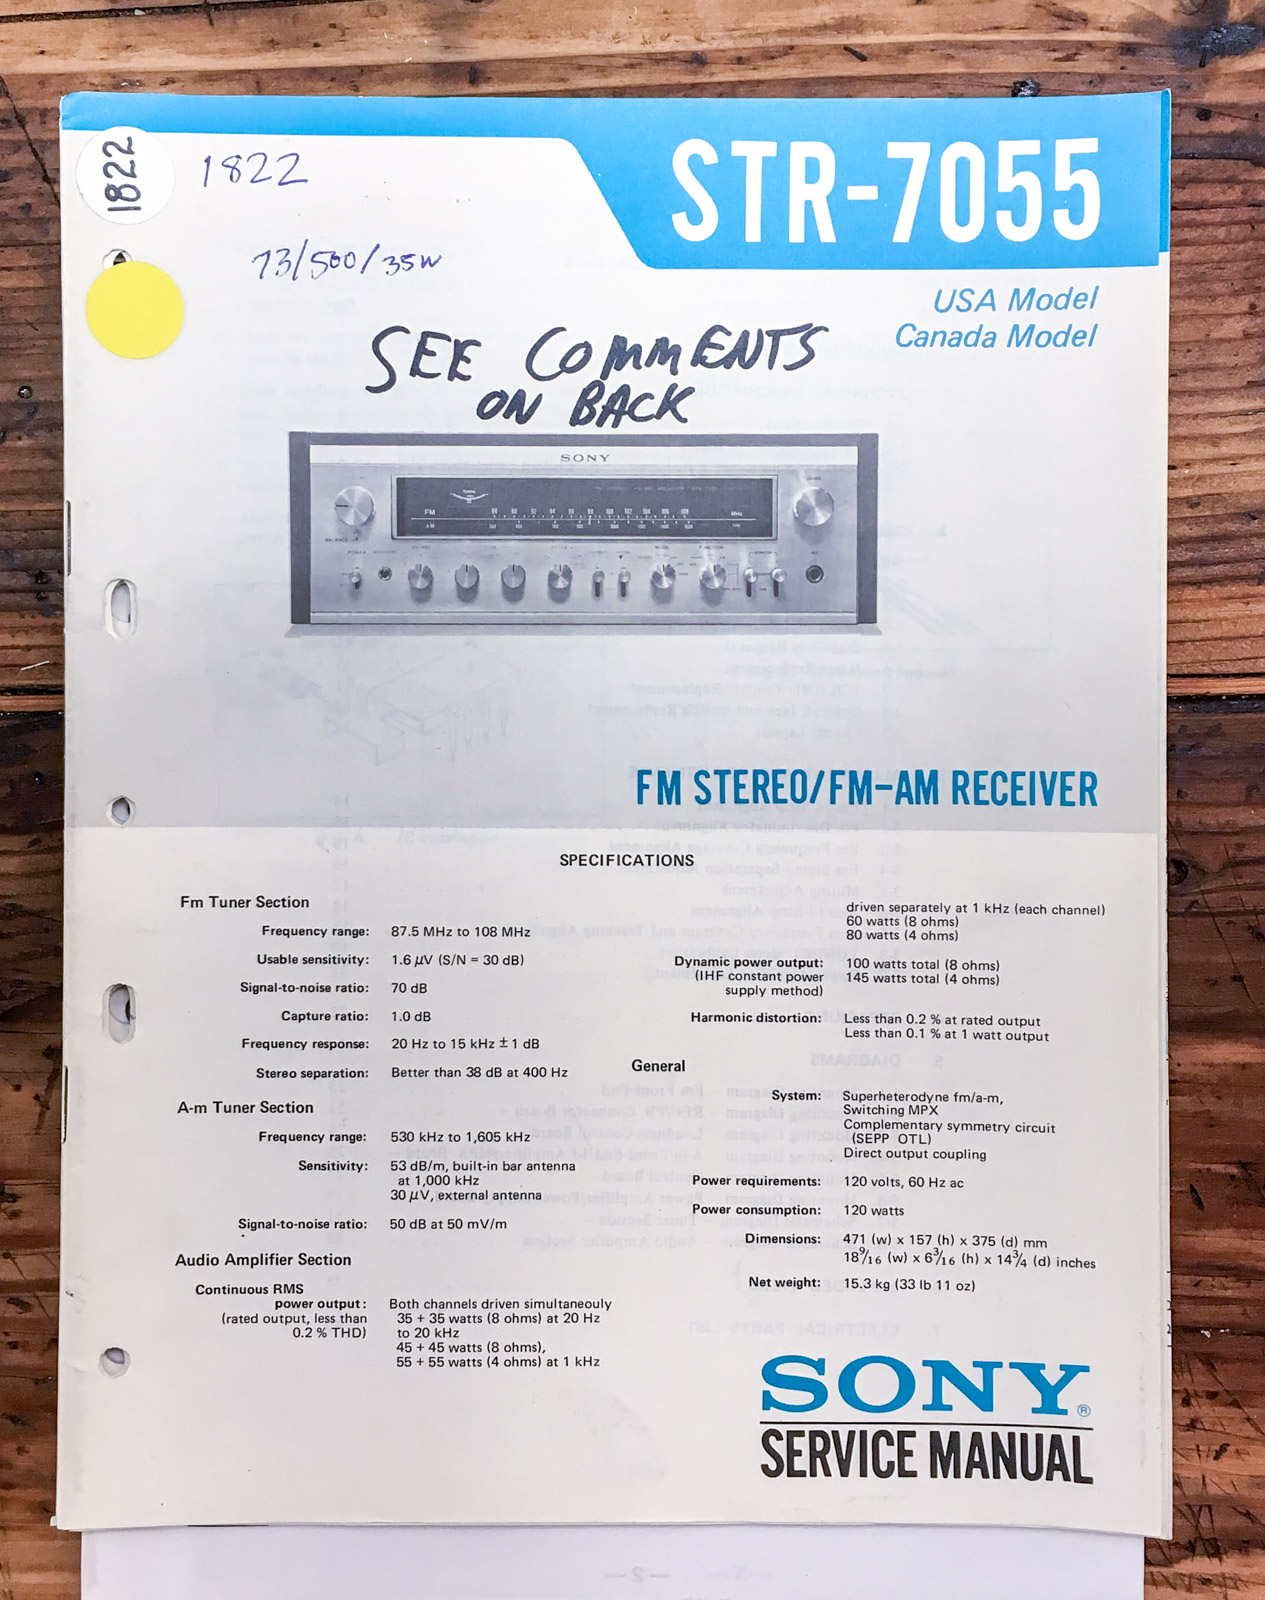 STR-7055
1822
1822
73/500/35W
USA Model
Canada Model
SEE COMMENTS
ON BACK
SONY
FM
AM
MHz
BALANCE
FM STEREO/FM-AM RECEIVER
SPECIFICATIONS
Fm Tuner Section
Frequency range: 87.5 MHz to 108 MHz
Usable sensitivity: 1.6 μV (S/N = 30 dB)
Signal-to-noise ratio: 70 dB
Capture ratio: 1.0 dB
Frequency response: 20 Hz to 15 kHz ± 1 dB
Stereo separation: Better than 38 dB at 400 Hz
A-m Tuner Section
Frequency range: 530 kHz to 1,605 kHz
Sensitivity: 53 dB/m, built-in bar antenna
at 1,000 kHz
30 μV, external antenna
Signal-to-noise ratio: 50 dB at 50 mV/m
Audio Amplifier Section
Continuous RMS
power output: Both channels driven simultaneouly
(rated output, less than 35 + 35 watts (8 ohms) at 20 Hz
0.2 % THD) to 20 kHz
45 + 45 watts (8 ohms),
55 + 55 watts (4 ohms) at 1 kHz
driven separately at 1 kHz (each channel)
60 watts (8 ohms)
80 watts (4 ohms)
Dynamic power output: 100 watts total (8 ohms)
(IHF constant power 145 watts total (4 ohms)
supply method)
Harmonic distortion: Less than 0.2 % at rated output
Less than 0.1 % at 1 watt output
General
System: Superheterodyne fm/a-m,
Switching MPX
Complementary symmetry circuit
(SEPP OTL)
Direct output coupling
Power requirements: 120 volts, 60 Hz ac
Power consumption: 120 watts
Dimensions: 471 (w) x 157 (h) x 375 (d) mm
18 9/16 (w) x 6 3/16 (h) x 14 3/4 (d) inches
Net weight: 15.3 kg (33 lb 11 oz)
SONY®
SERVICE MANUAL